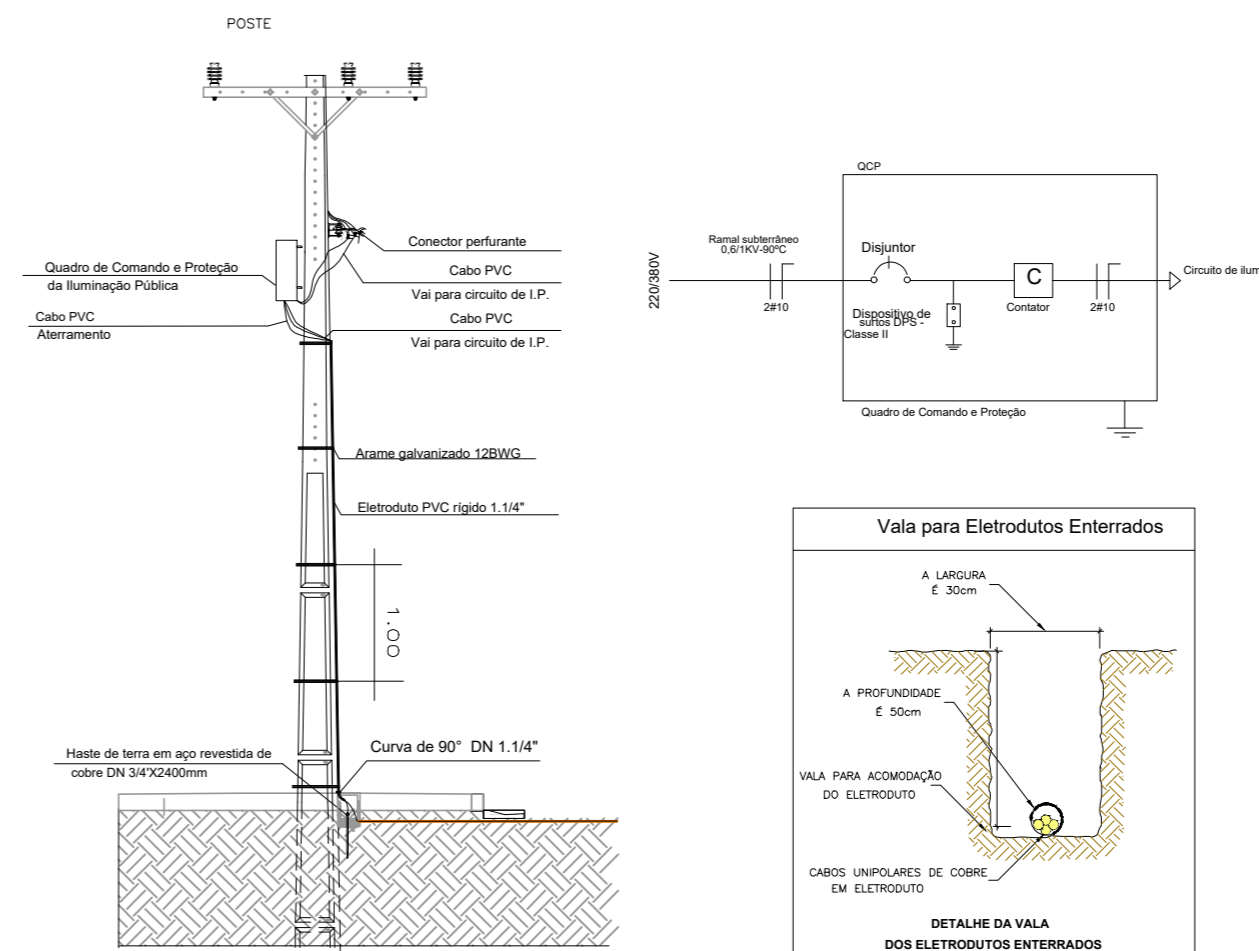 POSTE
Conector perfurante
Cabo PVC
Vai para circuito de I.P.
Cabo PVC
Vai para circuito de I.P.
Quadro de Comando e Proteção
da Iluminação Pública
Cabo PVC
Aterramento
Arame galvanizado 12BWG
Eletroduto PVC rígido 1.1/4"
1.00
Haste de terra em aço revestida de
cobre DN 3/4'X2400mm
Curva de 90° DN 1.1/4"
QCP
220/380V
Ramal subterrâneo
0,6/1KV-90ºC
2#10
Disjuntor
Dispositivo de
surtos DPS -
Classe II
C
Contator
2#10
Circuito de ilum
Quadro de Comando e Proteção
Vala para Eletrodutos Enterrados
A LARGURA
É 30cm
A PROFUNDIDADE
É 50cm
VALA PARA ACOMODAÇÃO
DO ELETRODUTO
CABOS UNIPOLARES DE COBRE
EM ELETRODUTO
DETALHE DA VALA
DOS ELETRODUTOS ENTERRADOS